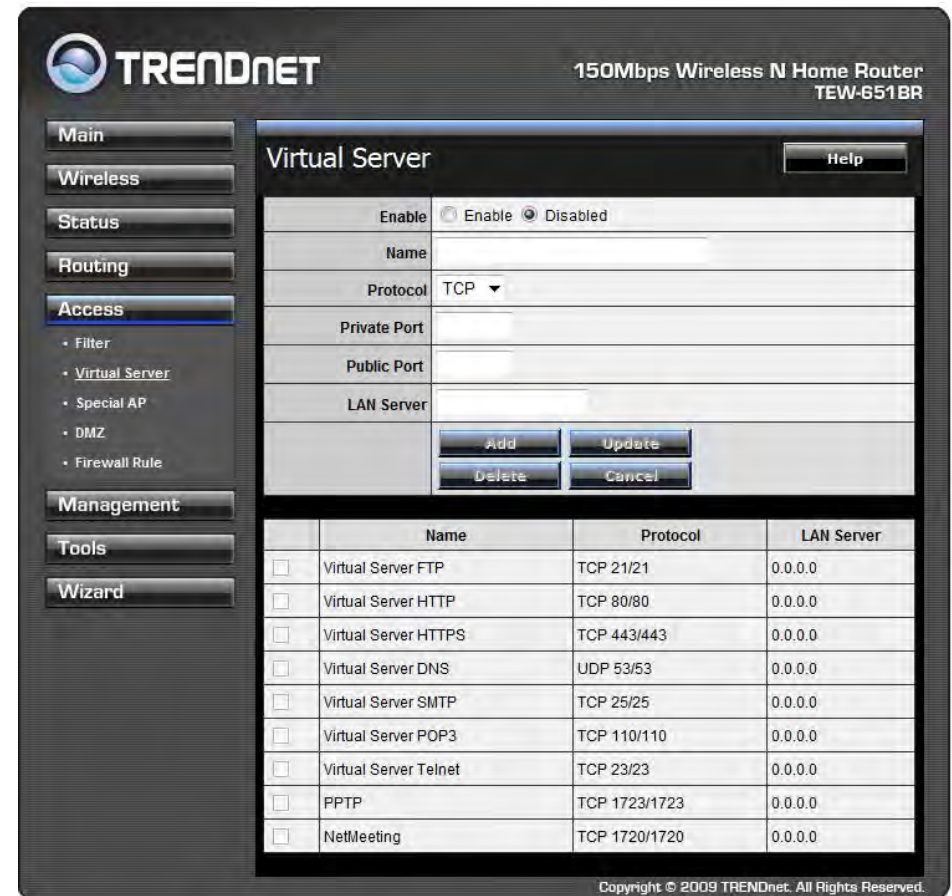 TRENDNET
150Mbps Wireless N Home Router
TEW-651BR
Main
Wireless
Status
Routing
Access
• Filter
• Virtual Server
• Special AP
• DMZ
• Firewall Rule
Management
Tools
Wizard
Virtual Server
Help
Enable Enable Disabled
Name
Protocol TCP
Private Port
Public Port
LAN Server
Add Update
Delete Cancel
Name Protocol LAN Server
Virtual Server FTP TCP 21/21 0.0.0.0
Virtual Server HTTP TCP 80/80 0.0.0.0
Virtual Server HTTPS TCP 443/443 0.0.0.0
Virtual Server DNS UDP 53/53 0.0.0.0
Virtual Server SMTP TCP 25/25 0.0.0.0
Virtual Server POP3 TCP 110/110 0.0.0.0
Virtual Server Telnet TCP 23/23 0.0.0.0
PPTP TCP 1723/1723 0.0.0.0
NetMeeting TCP 1720/1720 0.0.0.0
Copyright © 2009 TRENDnet. All Rights Reserved.